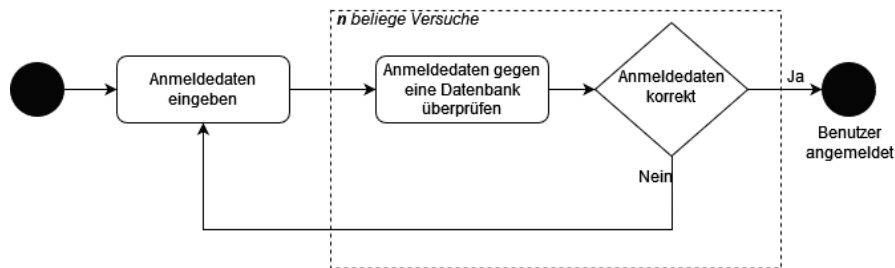 n beliege Versuche
Anmeldedaten
eingeben
Anmeldedaten gegen
eine Datenbank
überprüfen
Anmeldedaten
korrekt
Ja
Nein
Benutzer
angemeldet